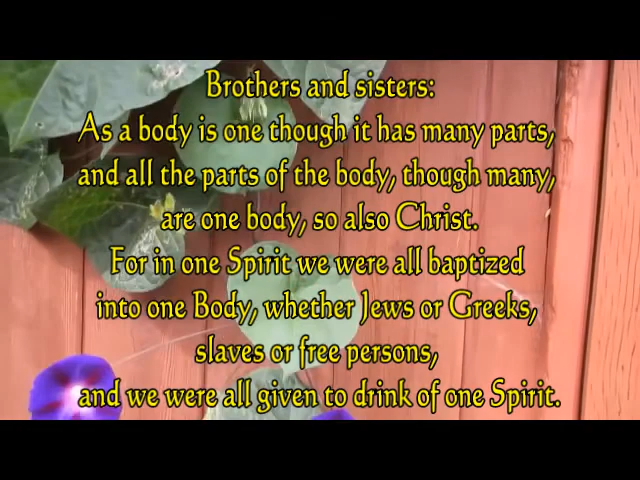 Brothers and sisters:
As a body is one though it has many parts,
and all the parts of the body, though many,
are one body, so also Christ.
For in one Spirit we were all baptized
into one Body, whether Jews or Greeks,
slaves or free persons,
and we were all given to drink of one Spirit.